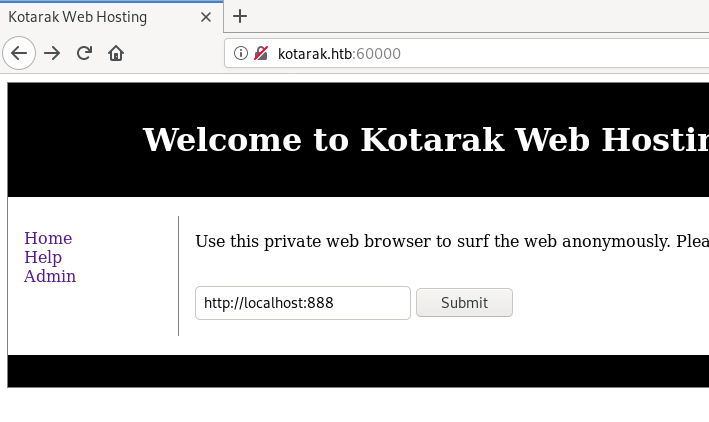 Kotarak Web Hosting
kotarak.htb:60000
Welcome to Kotarak Web Hostin
Home
Help
Admin
Use this private web browser to surf the web anonymously. Plea
http://localhost:888
Submit